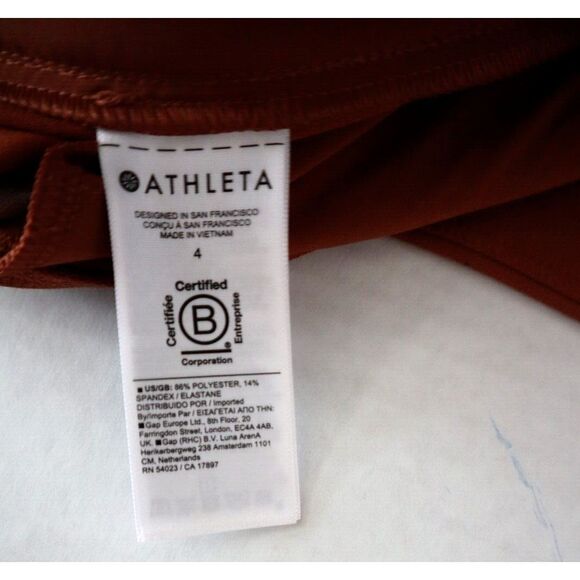 ATHLETA
DESIGNED IN SAN FRANCISCO
CONÇU À SAN FRANCISCO
MADE IN VIETNAM
4
Certified
Certifiée
B
Entreprise
Corporation
■ US/GB: 86% POLYESTER, 14%
SPANDEX / ELASTANE
DISTRIBUIDO POR / Imported
By/Importe Par / ΕΙΣΑΓΕΤΑΙ ΑΠΟ ΤΗΝ:
■Gap Europe Ltd., 8th Floor, 20
Farringdon Street, London, EC4A 4AB,
UK. ■Gap (RHC) B.V. Luna ArenA
Herikerbergweg 238 Amsterdam 1101
CM, Netherlands
RN 54023 / CA 17897